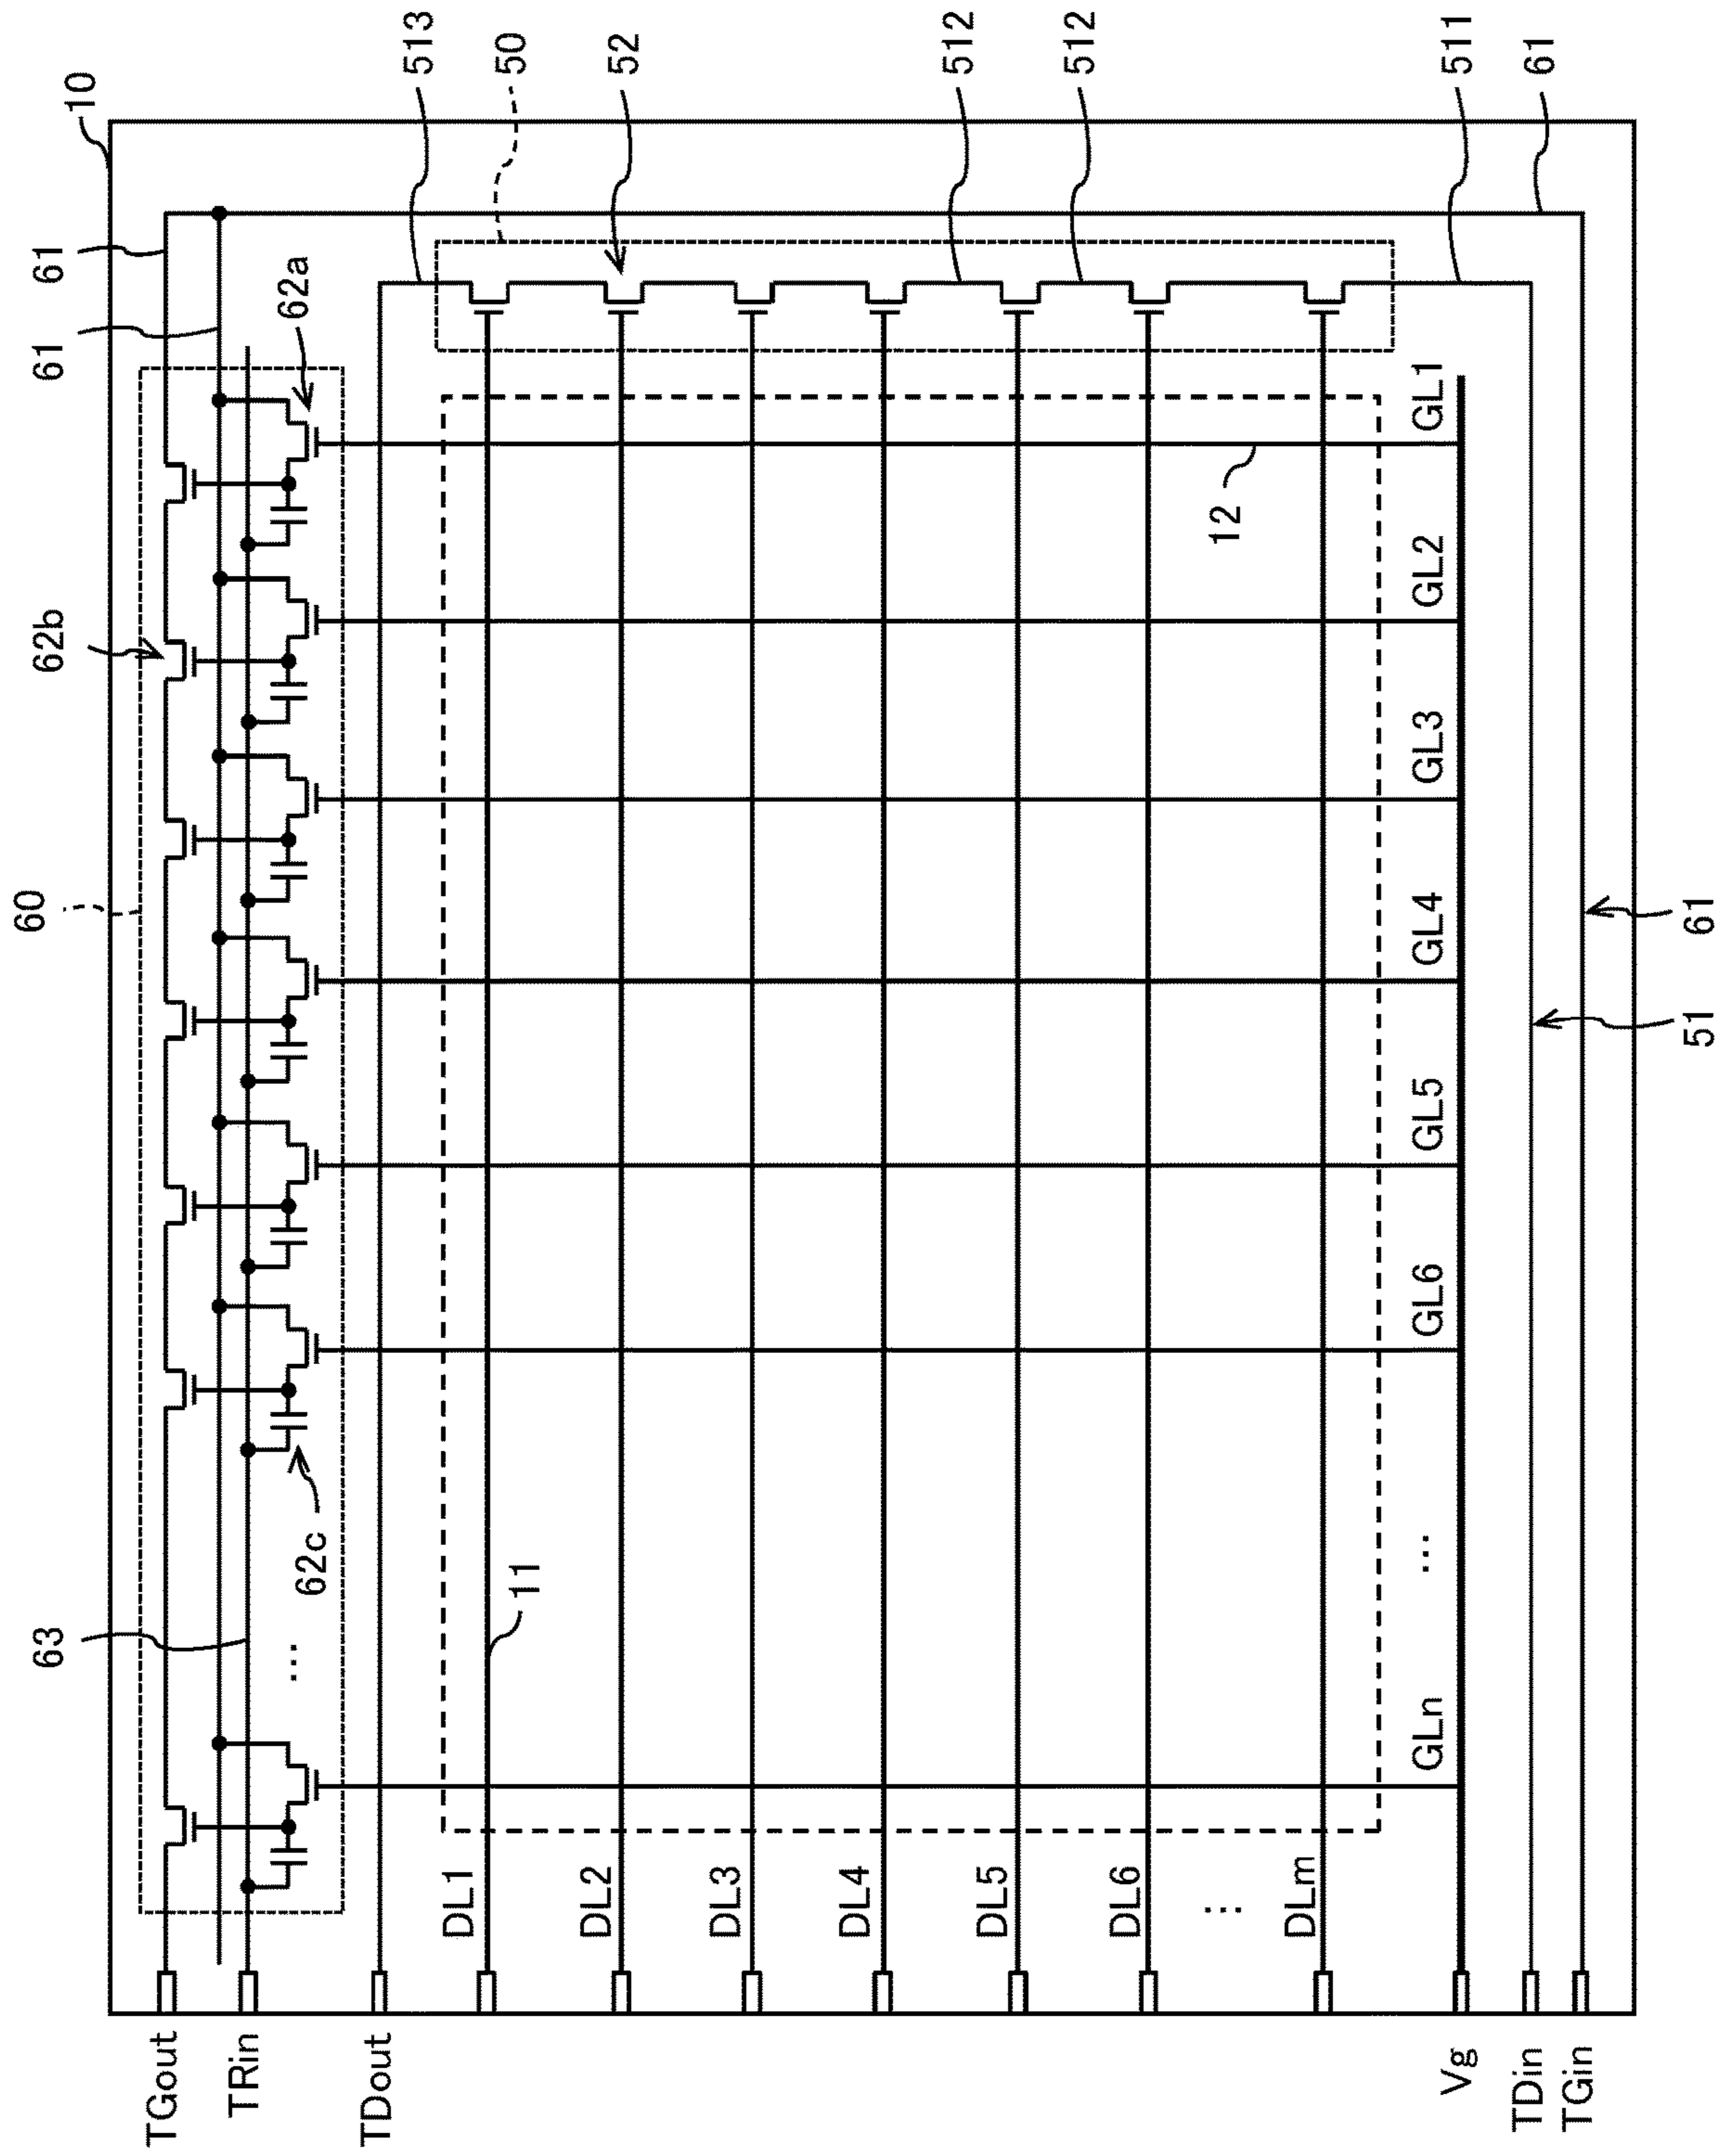 TGout
TRin
TDout
Vg
TDin
TGin
DL1
DL2
DL3
DL4
DL5
DL6
⋮
DLm
GLn
…
GL6
GL5
GL4
GL3
GL2
GL1
63
…
62c
60
62b
62a
61
61
10
11
12
513
50
52
512
512
511
61
51
61